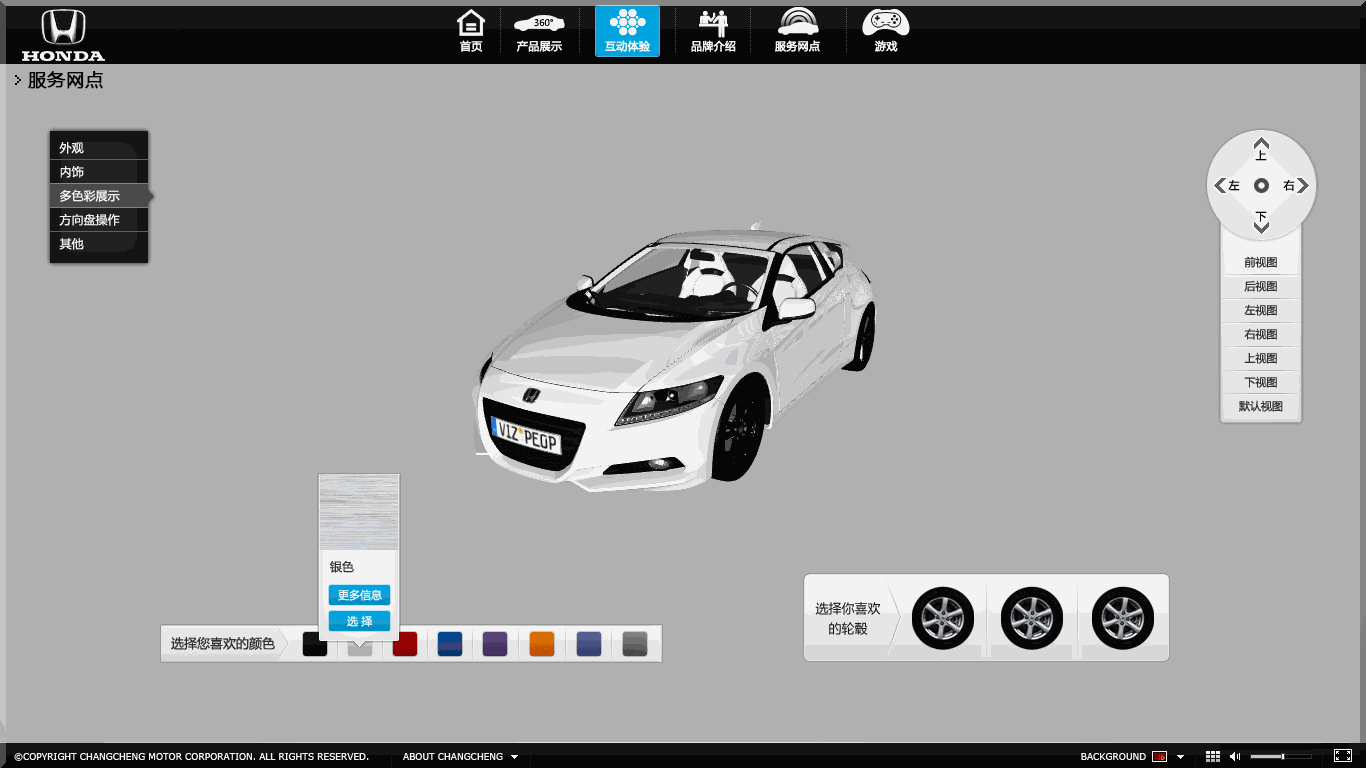 HONDA
首页
360°
产品展示
互动体验
品牌介绍
服务网点
游戏
服务网点
外观
内饰
多色彩展示
方向盘操作
其他
上
左
右
下
前视图
后视图
左视图
右视图
上视图
下视图
默认视图
VIZ*PEOP
银色
更多信息
选 择
选择您喜欢的颜色
选择你喜欢
的轮毂
©COPYRIGHT CHANGCHENG MOTOR CORPORATION. ALL RIGHTS RESERVED.
ABOUT CHANGCHENG
BACKGROUND